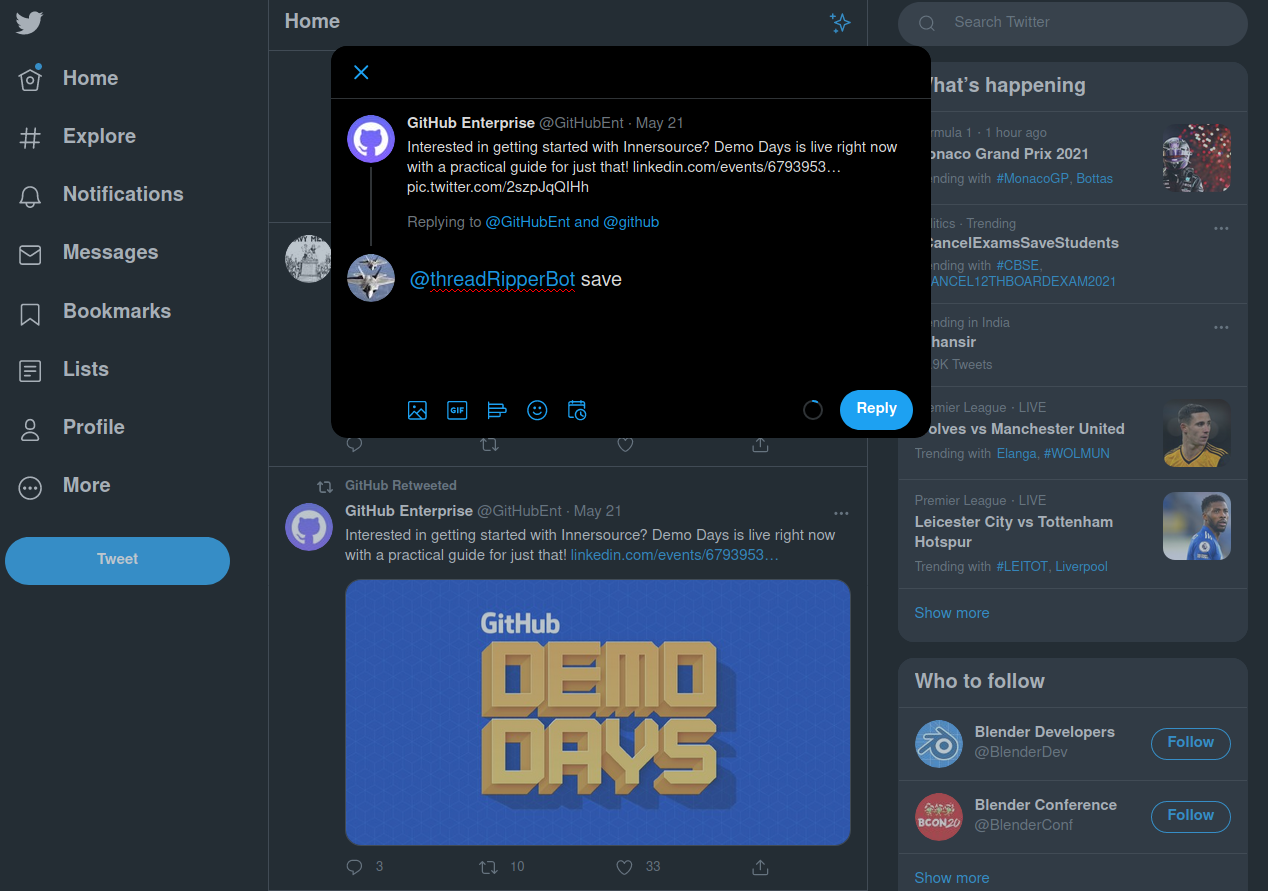 Home
Explore
Notifications
Messages
Bookmarks
Lists
Profile
More
Tweet
Home
GitHub Enterprise @GitHubEnt · May 21
Interested in getting started with Innersource? Demo Days is live right now
with a practical guide for just that! linkedin.com/events/6793953…
pic.twitter.com/2szpJqQIHh
Replying to @GitHubEnt and @github
@threadRipperBot save
GIF
Reply
GitHub Retweeted
GitHub Enterprise @GitHubEnt · May 21
Interested in getting started with Innersource? Demo Days is live right now
with a practical guide for just that! linkedin.com/events/6793953…
GitHub
DEMO
DAYS
3 10 33
Search Twitter
hat's happening
rmula 1 · 1 hour ago
onaco Grand Prix 2021
ending with #MonacoGP, Bottas
litics · Trending
CancelExamsSaveStudents
ending with #CBSE,
ANCEL12THBOARDEXAM2021
ending in India
hansir
9K Tweets
emier League · LIVE
olves vs Manchester United
Trending with Elanga, #WOLMUN
Premier League · LIVE
Leicester City vs Tottenham
Hotspur
Trending with #LEITOT, Liverpool
Show more
Who to follow
Blender Developers
@BlenderDev
Follow
BCON20
Blender Conference
@BlenderConf
Follow
Show more